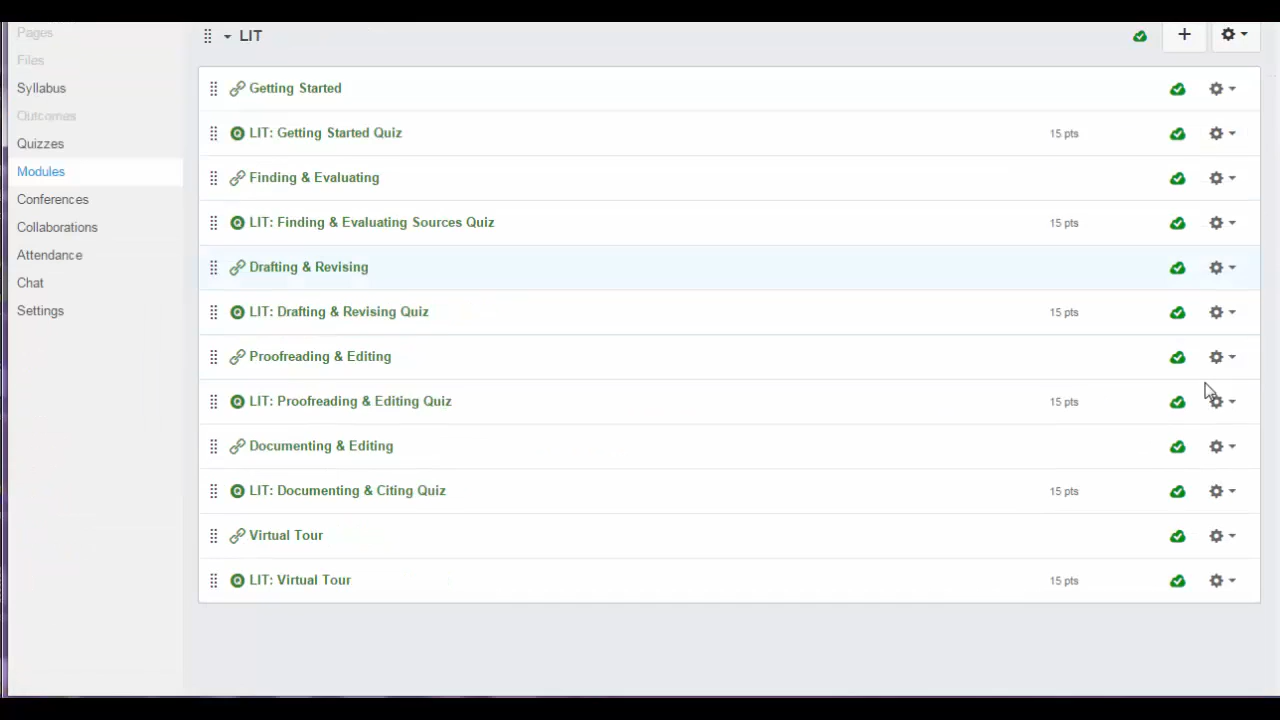 Pages
Files
Syllabus
Outcomes
Quizzes
Modules
Conferences
Collaborations
Attendance
Chat
Settings
LIT
Getting Started
LIT: Getting Started Quiz 15 pts
Finding & Evaluating
LIT: Finding & Evaluating Sources Quiz 15 pts
Drafting & Revising
LIT: Drafting & Revising Quiz 15 pts
Proofreading & Editing
LIT: Proofreading & Editing Quiz 15 pts
Documenting & Editing
LIT: Documenting & Citing Quiz 15 pts
Virtual Tour
LIT: Virtual Tour 15 pts